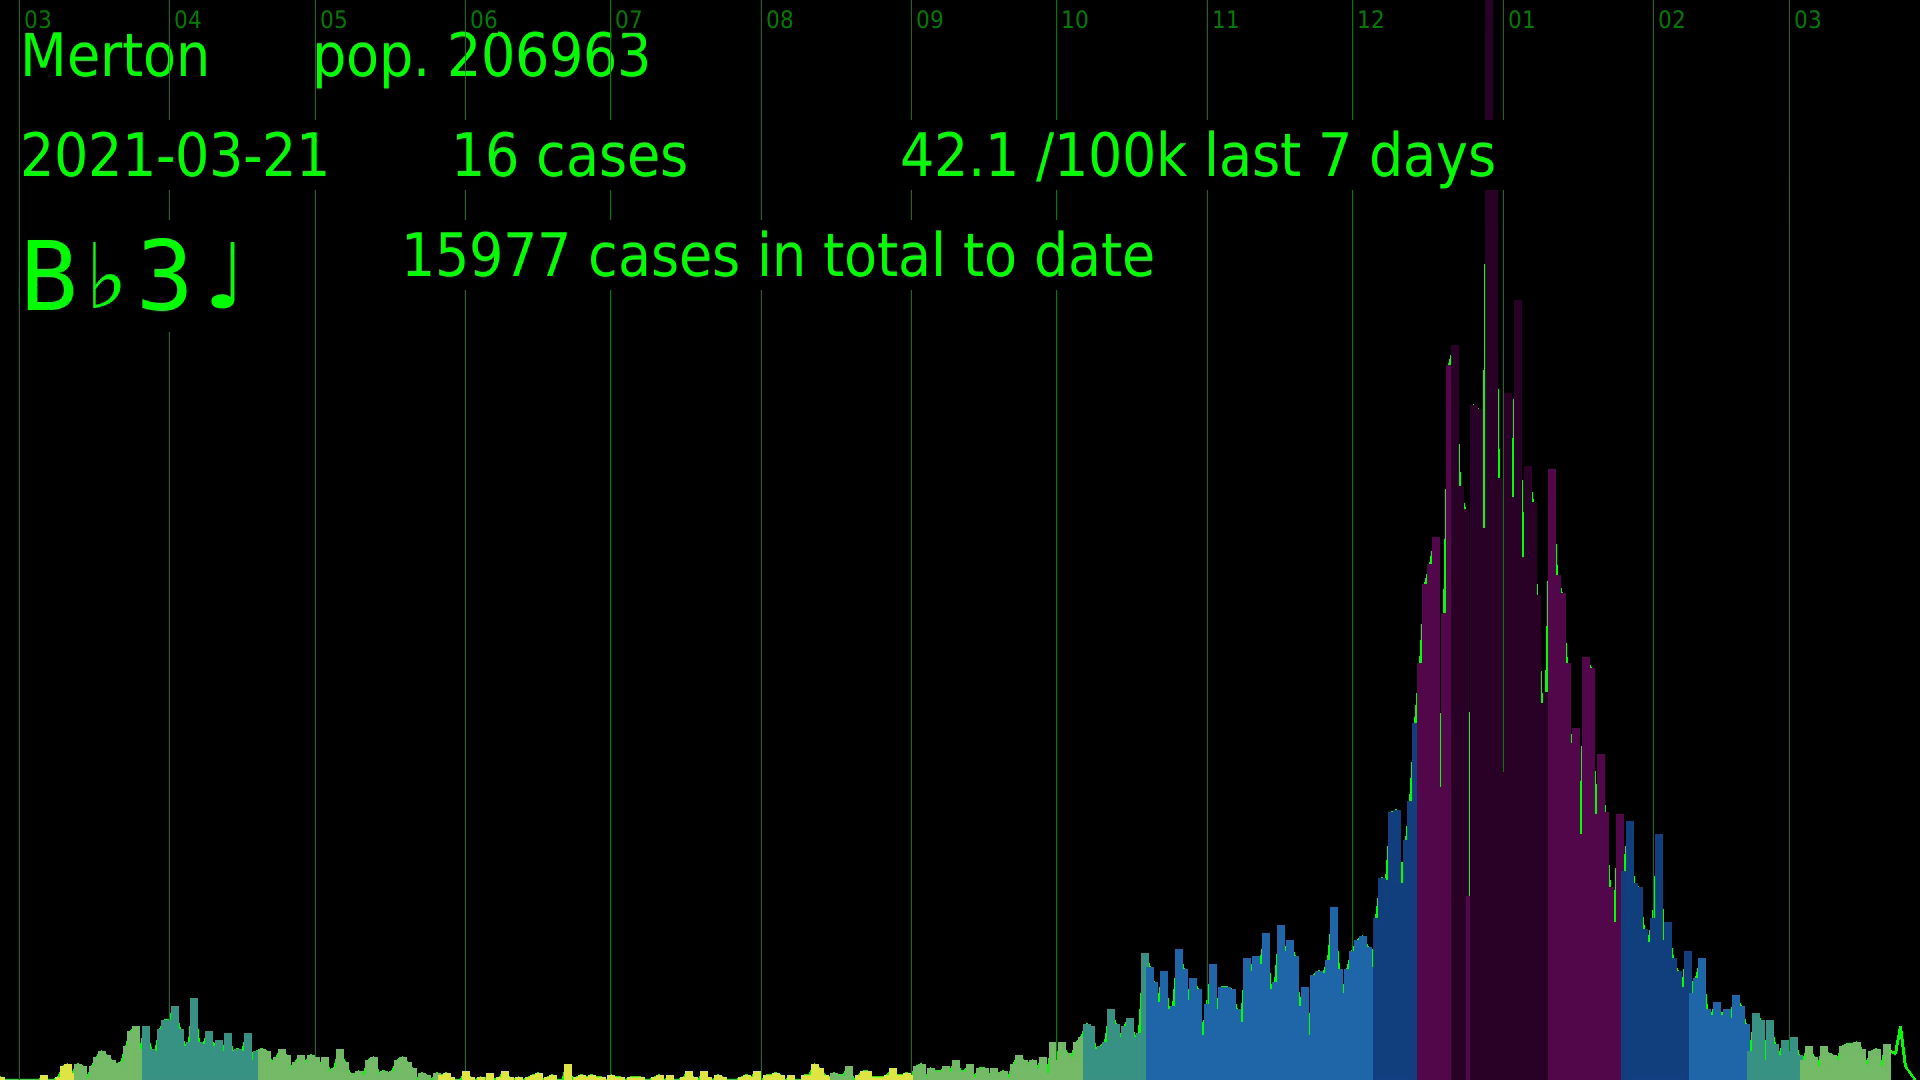 03 04 05 06 07 08 09 10 11 12 01 02 03
Merton pop. 206963
2021-03-21 16 cases 42.1 /100k last 7 days
B♭3♩ 15977 cases in total to date